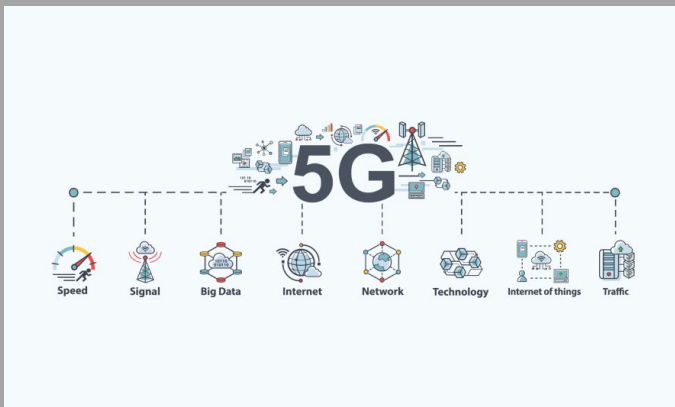 5G
Speed
Signal
Big Data
Internet
Network
Technology
Internet of things
Traffic